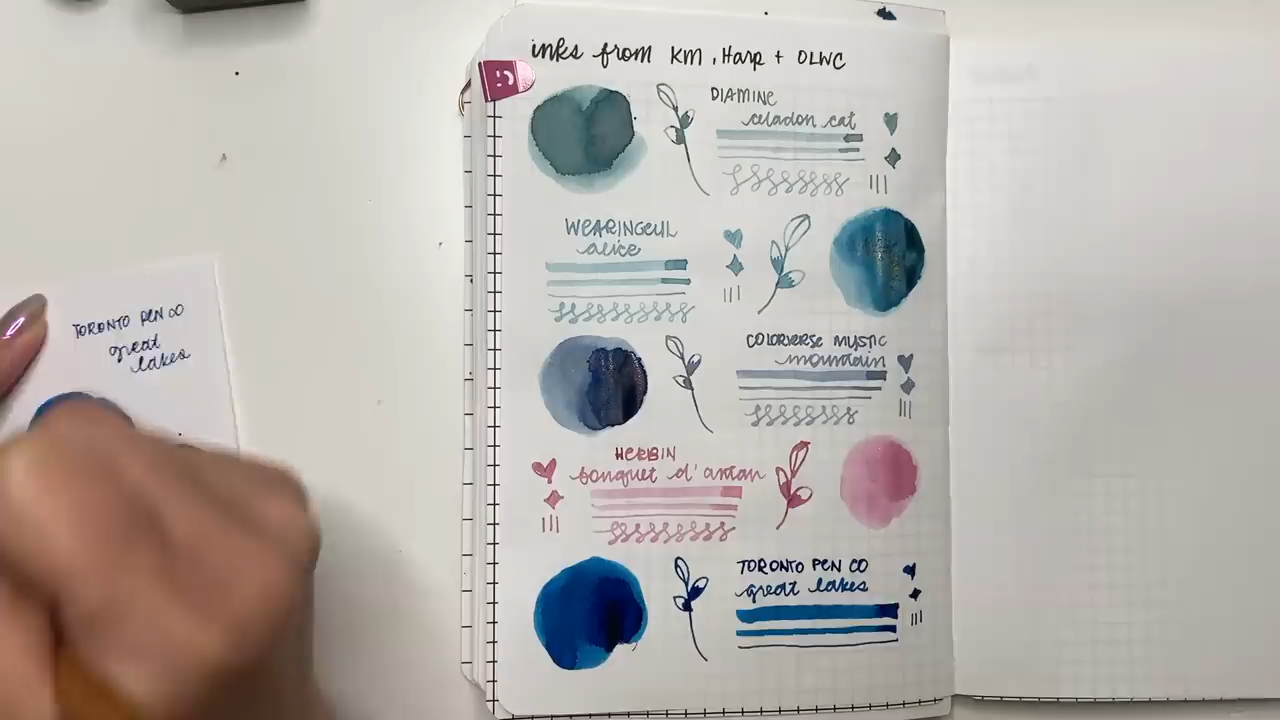 inks from KM, Harp + OLWC
DIAMINE
celadon cat
WEARINGEUL
alice
COLORVERSE MYSTIC
mountain
HERBIN
bouquet d'antan
TORONTO PEN CO
great lakes
TORONTO PEN CO
great
lakes